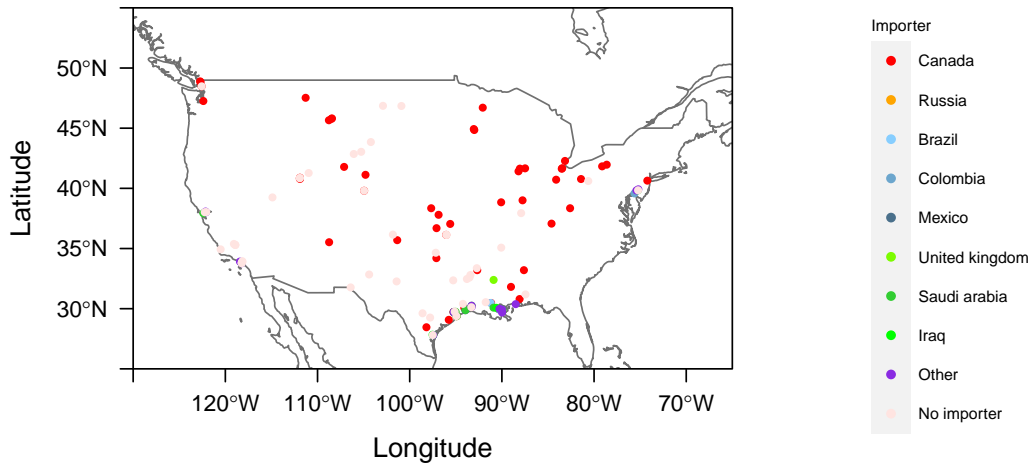 50°N
45°N
40°N
35°N
30°N
Latitude
120°W 110°W 100°W 90°W 80°W 70°W
Longitude
Importer
Canada
Russia
Brazil
Colombia
Mexico
United kingdom
Saudi arabia
Iraq
Other
No importer